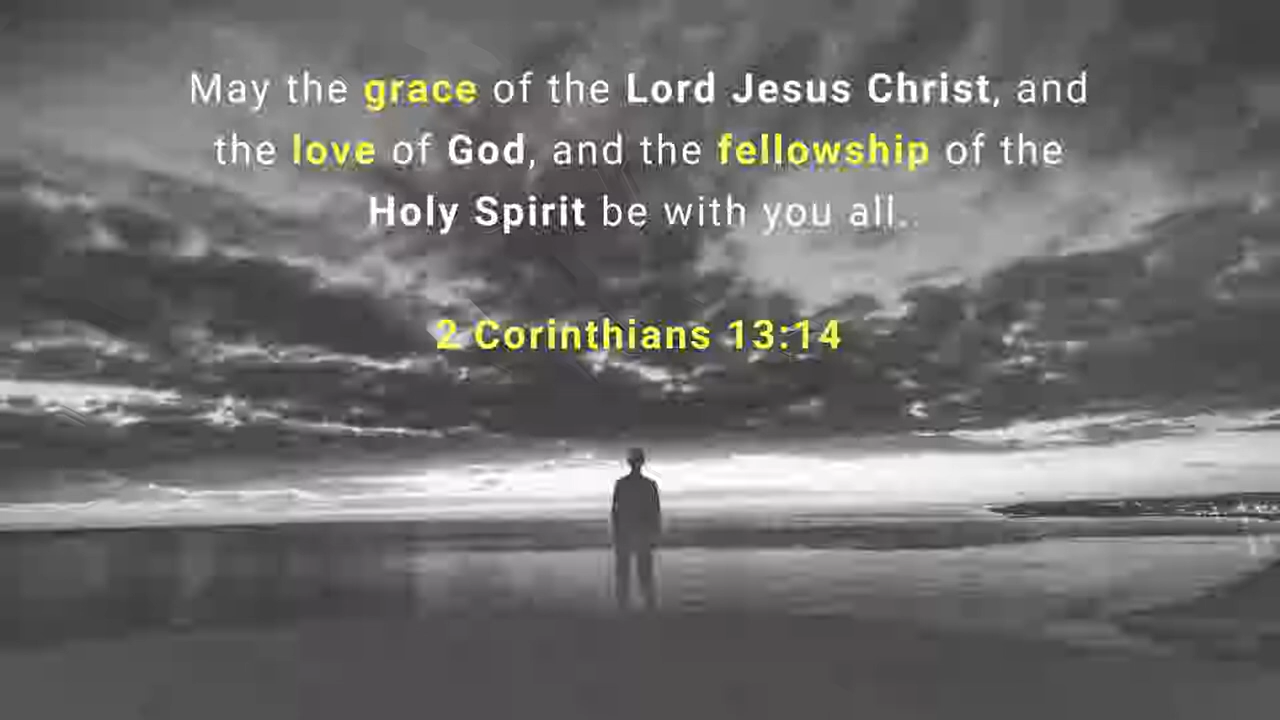 May the grace of the Lord Jesus Christ, and
the love of God, and the fellowship of the
Holy Spirit be with you all.
2 Corinthians 13:14